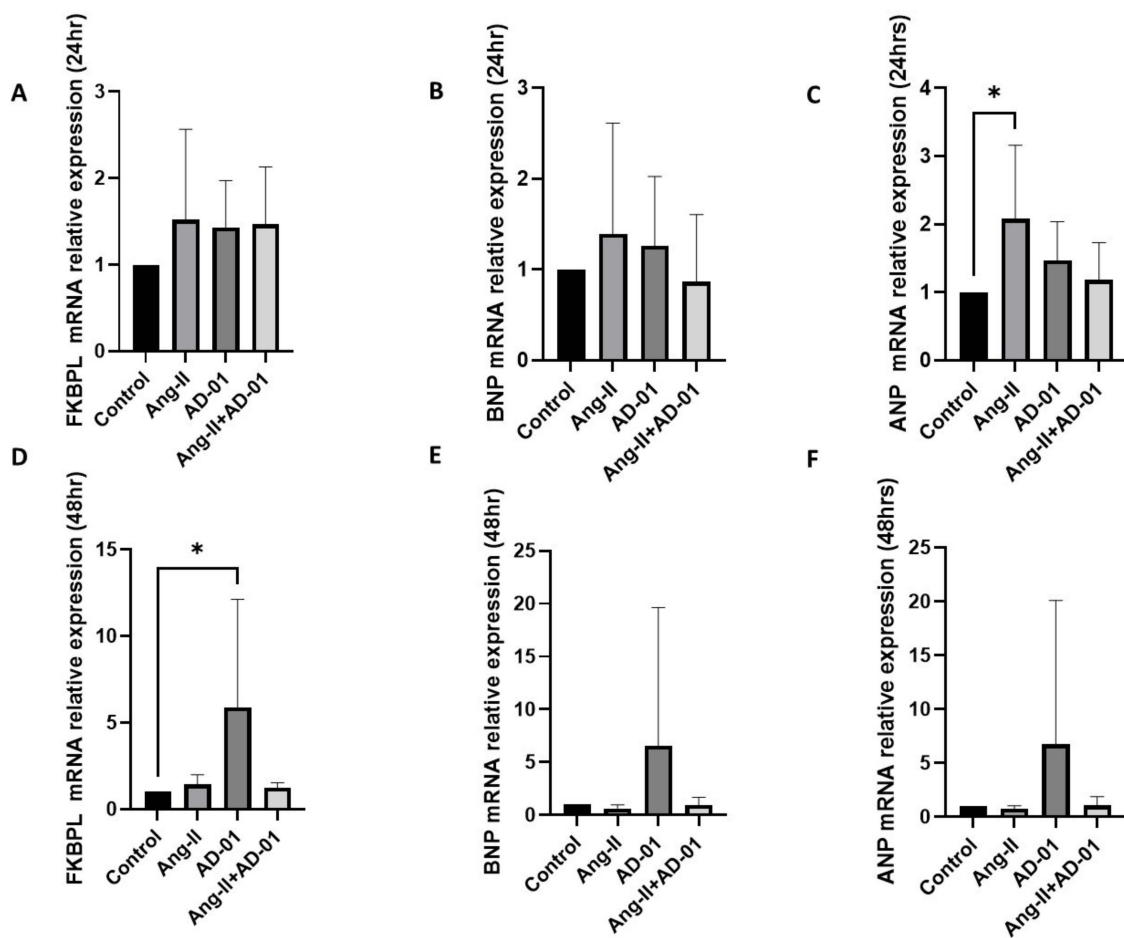 A
FKBPL mRNA relative expression (24hr)
3
2
1
0
Control
Ang-II
AD-01
Ang-II+AD-01
B
BNP mRNA relative expression (24hr)
3
2
1
0
Control
Ang-II
AD-01
Ang-II+AD-01
C
ANP mRNA relative expression (24hrs)
4
3
2
1
0
*
Control
Ang-II
AD-01
Ang-II+AD-01
D
FKBPL mRNA relative expression (48hr)
15
10
5
0
*
Control
Ang-II
AD-01
Ang-II+AD-01
E
BNP mRNA relative expression (48hr)
25
20
15
10
5
0
Control
Ang-II
AD-01
Ang-II+AD-01
F
ANP mRNA relative expression (48hrs)
25
20
15
10
5
0
Control
Ang-II
AD-01
Ang-II+AD-01